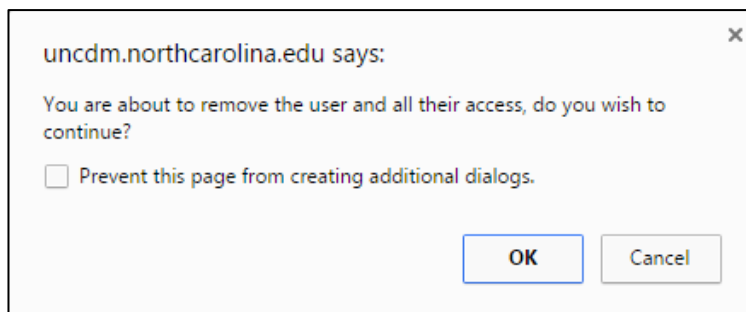 uncdm.northcarolina.edu says:
You are about to remove the user and all their access, do you wish to
continue?
Prevent this page from creating additional dialogs.
OK
Cancel